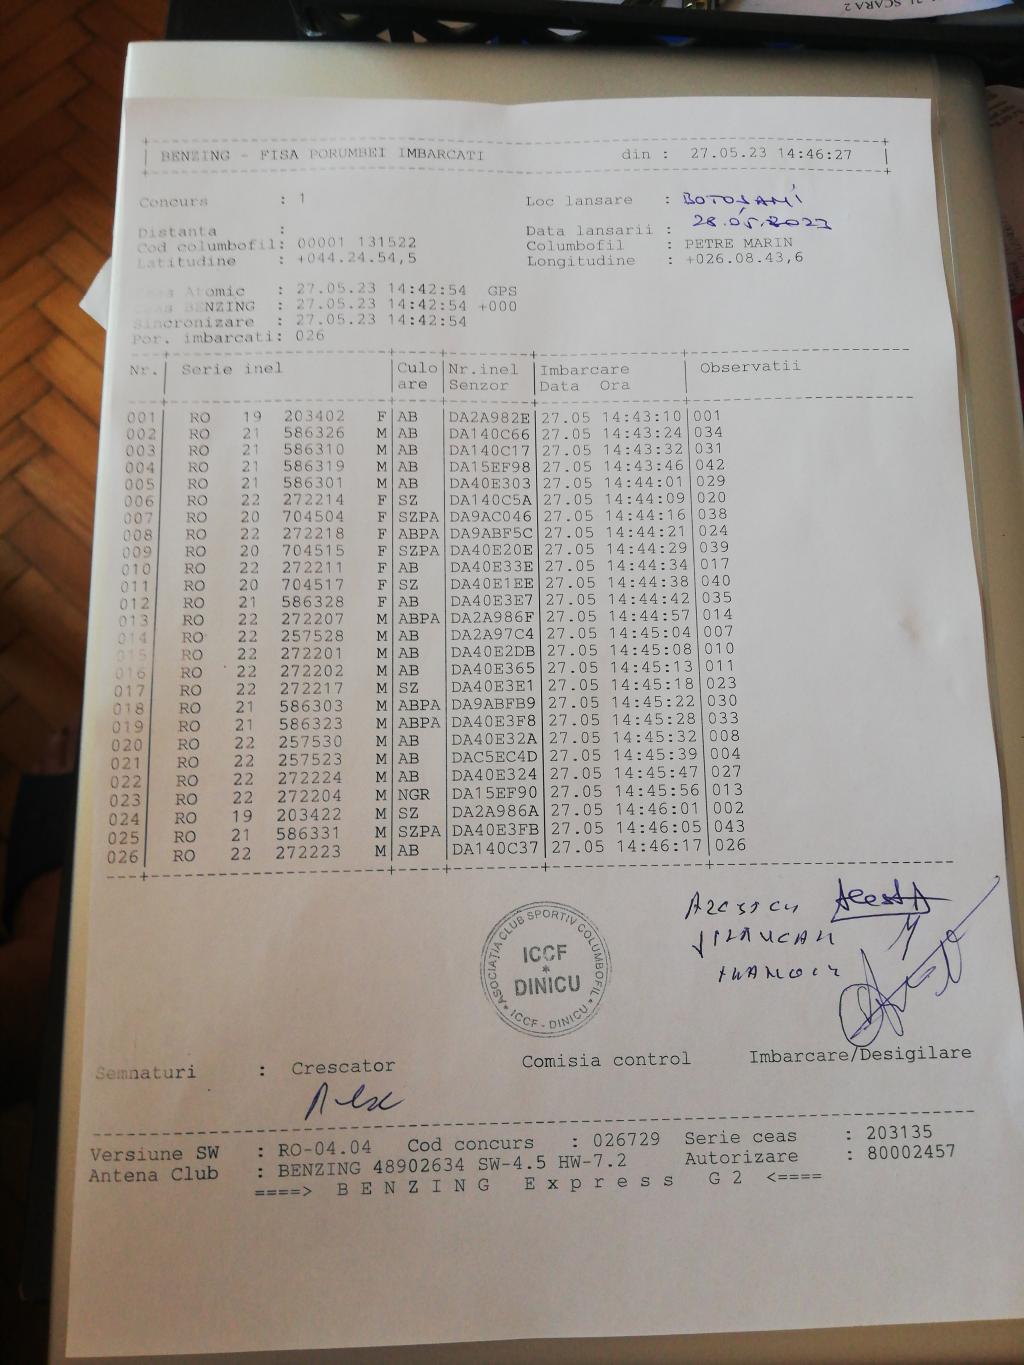 SCARA 2
BENZING - FISA PORUMBEI IMBARCATI din : 27.05.23 14:46:27
Concurs : 1 Loc lansare : BOTOSANI
Distanta : Data lansarii : 28.05.2023
Cod columbofil: 00001 131522 Columbofil : PETRE MARIN
Latitudine : +044.24.54,5 Longitudine : +026.08.43,6
Ceas Atomic : 27.05.23 14:42:54 GPS
Ceas BENZING : 27.05.23 14:42:54 +000
Sincronizare : 27.05.23 14:42:54
Por. imbarcati: 026
Nr. Serie inel Culo Nr.inel Imbarcare Observatii
are Senzor Data Ora
001 RO 19 203402 F AB DA2A982E 27.05 14:43:10 001
002 RO 21 586326 M AB DA140C66 27.05 14:43:24 034
003 RO 21 586310 M AB DA140C17 27.05 14:43:32 031
004 RO 21 586319 M AB DA15EF98 27.05 14:43:46 042
005 RO 21 586301 M AB DA40E303 27.05 14:44:01 029
006 RO 22 272214 F SZ DA140C5A 27.05 14:44:09 020
007 RO 20 704504 F SZPA DA9AC046 27.05 14:44:16 038
008 RO 22 272218 F ABPA DA9ABF5C 27.05 14:44:21 024
009 RO 20 704515 F SZPA DA40E20E 27.05 14:44:29 039
010 RO 22 272211 F AB DA40E33E 27.05 14:44:34 017
011 RO 20 704517 F SZ DA40E1EE 27.05 14:44:38 040
012 RO 21 586328 F AB DA40E3E7 27.05 14:44:42 035
013 RO 22 272207 M ABPA DA2A986F 27.05 14:44:57 014
014 RO 22 257528 M AB DA2A97C4 27.05 14:45:04 007
015 RO 22 272201 M AB DA40E2DB 27.05 14:45:08 010
016 RO 22 272202 M AB DA40E365 27.05 14:45:13 011
017 RO 22 272217 M SZ DA40E3E1 27.05 14:45:18 023
018 RO 21 586303 M ABPA DA9ABFB9 27.05 14:45:22 030
019 RO 21 586323 M ABPA DA40E3F8 27.05 14:45:28 033
020 RO 22 257530 M AB DA40E32A 27.05 14:45:32 008
021 RO 22 257523 M AB DAC5EC4D 27.05 14:45:39 004
022 RO 22 272224 M AB DA40E324 27.05 14:45:47 027
023 RO 22 272204 M NGR DA15EF90 27.05 14:45:56 013
024 RO 19 203422 M SZ DA2A986A 27.05 14:46:01 002
025 RO 21 586331 M SZPA DA40E3FB 27.05 14:46:05 043
026 RO 22 272223 M AB DA140C37 27.05 14:46:17 026
ASOCIATIA CLUB SPORTIV COLUMBOFIL
ICCF
DINICU
ICCF - DINICU
Semnaturi : Crescator Comisia control Imbarcare/Desigilare
Versiune SW : RO-04.04 Cod concurs : 026729 Serie ceas : 203135
Antena Club : BENZING 48902634 SW-4.5 HW-7.2 Autorizare : 80002457
====> BENZING Express G2 <====